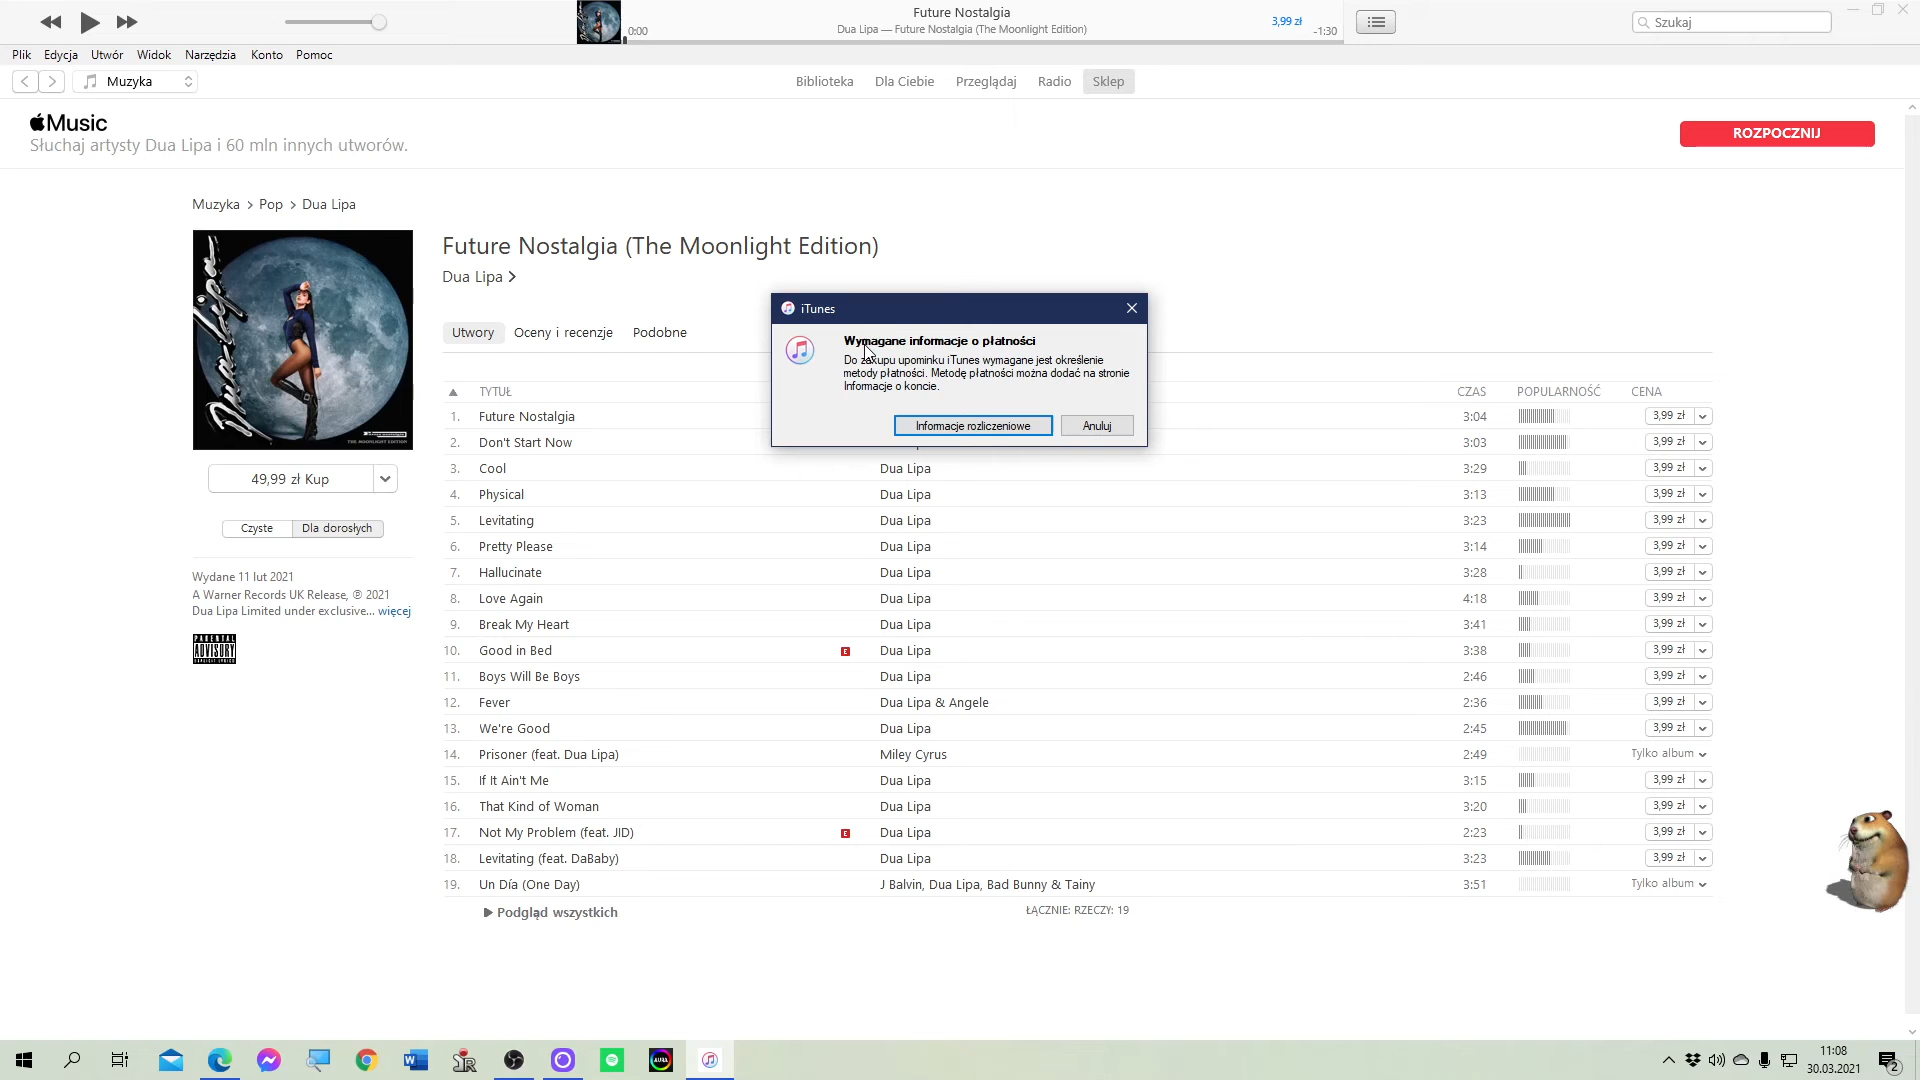 Future Nostalgia
Dua Lipa — Future Nostalgia (The Moonlight Edition)
0:00
3,99 zł
-1:30
Szukaj
Plik Edycja Utwór Widok Narzędzia Konto Pomoc
Muzyka
Biblioteka Dla Ciebie Przeglądaj Radio Sklep
Music
Słuchaj artysty Dua Lipa i 60 mln innych utworów.
ROZPOCZNIJ
Muzyka > Pop > Dua Lipa
Future Nostalgia (The Moonlight Edition)
Dua Lipa >
Utwory Oceny i recenzje Podobne
iTunes
Wymagane informacje o płatności
Do zakupu upominku iTunes wymagane jest określenie
metody płatności. Metodę płatności można dodać na stronie
Informacje o koncie.
Informacje rozliczeniowe Anuluj
Dua Lipa
THE MOONLIGHT EDITION
49,99 zł Kup
Czyste Dla dorosłych
Wydane 11 lut 2021
A Warner Records UK Release, ℗ 2021
Dua Lipa Limited under exclusive... więcej
PARENTAL
ADVISORY
EXPLICIT LYRICS
TYTUŁ CZAS POPULARNOŚĆ CENA
1. Future Nostalgia 3:04 3,99 zł
2. Don't Start Now 3:03 3,99 zł
3. Cool Dua Lipa 3:29 3,99 zł
4. Physical Dua Lipa 3:13 3,99 zł
5. Levitating Dua Lipa 3:23 3,99 zł
6. Pretty Please Dua Lipa 3:14 3,99 zł
7. Hallucinate Dua Lipa 3:28 3,99 zł
8. Love Again Dua Lipa 4:18 3,99 zł
9. Break My Heart Dua Lipa 3:41 3,99 zł
10. Good in Bed E Dua Lipa 3:38 3,99 zł
11. Boys Will Be Boys Dua Lipa 2:46 3,99 zł
12. Fever Dua Lipa & Angele 2:36 3,99 zł
13. We're Good Dua Lipa 2:45 3,99 zł
14. Prisoner (feat. Dua Lipa) Miley Cyrus 2:49 Tylko album
15. If It Ain't Me Dua Lipa 3:15 3,99 zł
16. That Kind of Woman Dua Lipa 3:20 3,99 zł
17. Not My Problem (feat. JID) E Dua Lipa 2:23 3,99 zł
18. Levitating (feat. DaBaby) Dua Lipa 3:23 3,99 zł
19. Un Día (One Day) J Balvin, Dua Lipa, Bad Bunny & Tainy 3:51 Tylko album
Podgląd wszystkich
ŁĄCZNIE: RZECZY: 19
AURA
11:08
30.03.2021
2